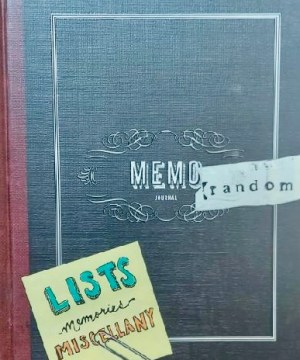 MEMO
random
JOURNAL
LISTS
memories
MISCELLANY